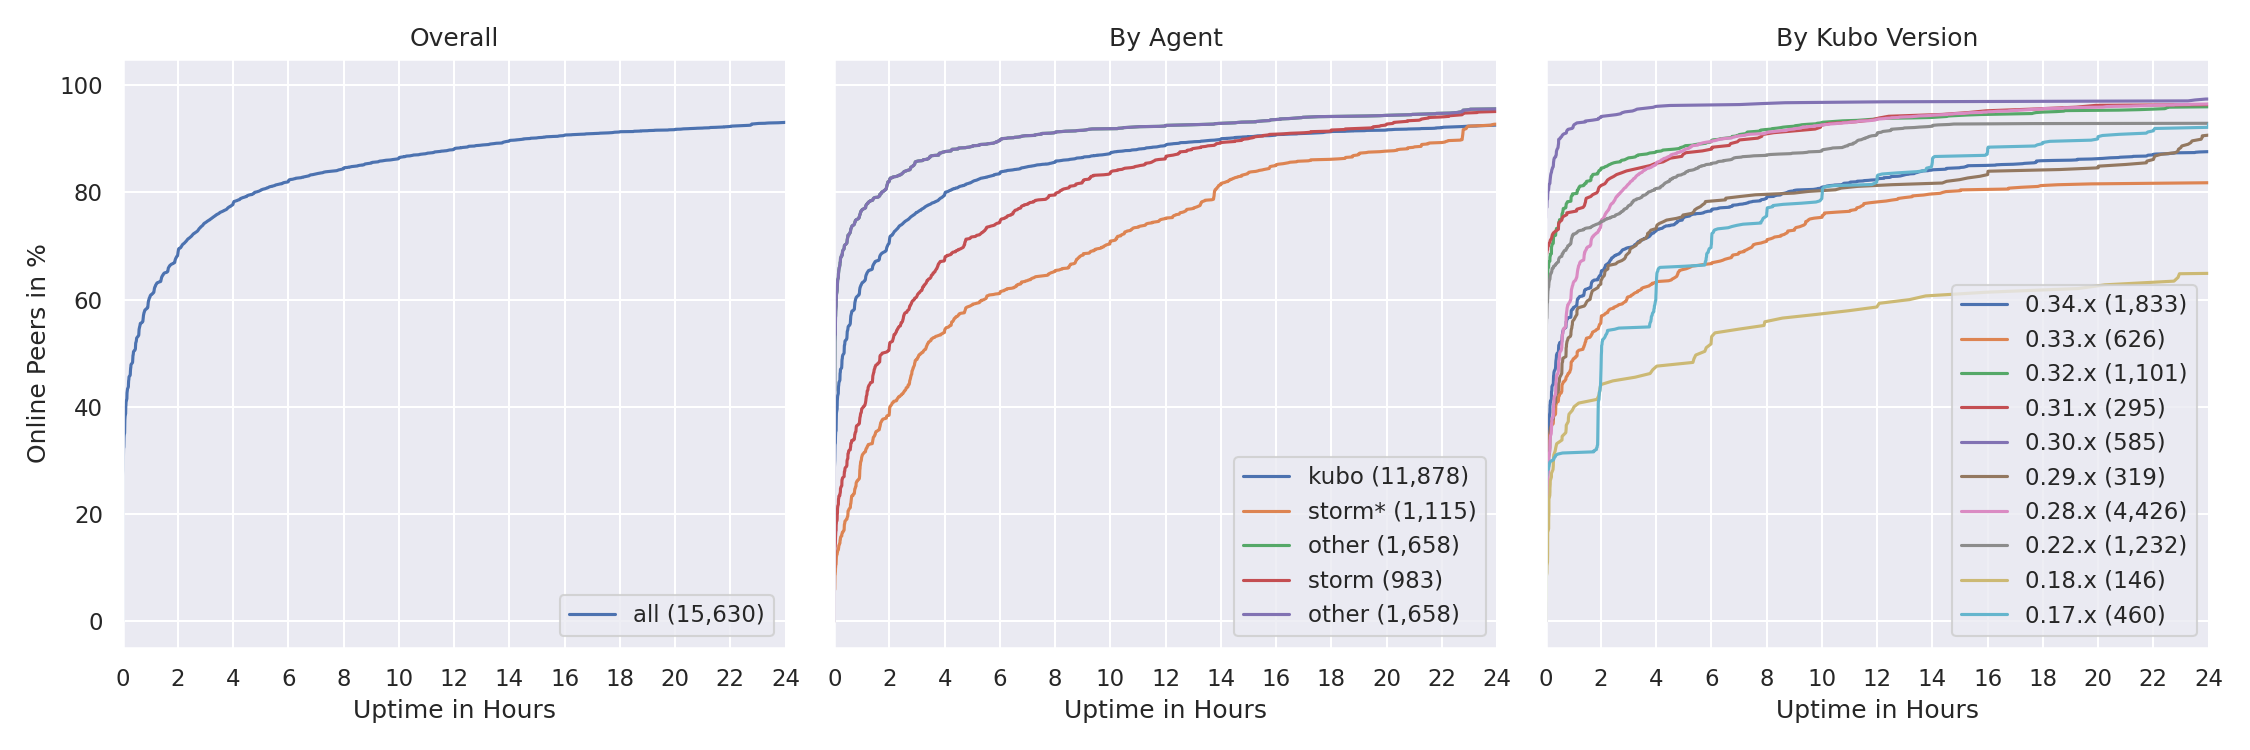 Overall
By Agent
By Kubo Version
Online Peers in %
100
80
60
40
20
0
all (15,630)
kubo (11,878)
storm* (1,115)
other (1,658)
storm (983)
other (1,658)
0.34.x (1,833)
0.33.x (626)
0.32.x (1,101)
0.31.x (295)
0.30.x (585)
0.29.x (319)
0.28.x (4,426)
0.22.x (1,232)
0.18.x (146)
0.17.x (460)
0 2 4 6 8 10 12 14 16 18 20 22 24
0 2 4 6 8 10 12 14 16 18 20 22 24
0 2 4 6 8 10 12 14 16 18 20 22 24
Uptime in Hours
Uptime in Hours
Uptime in Hours